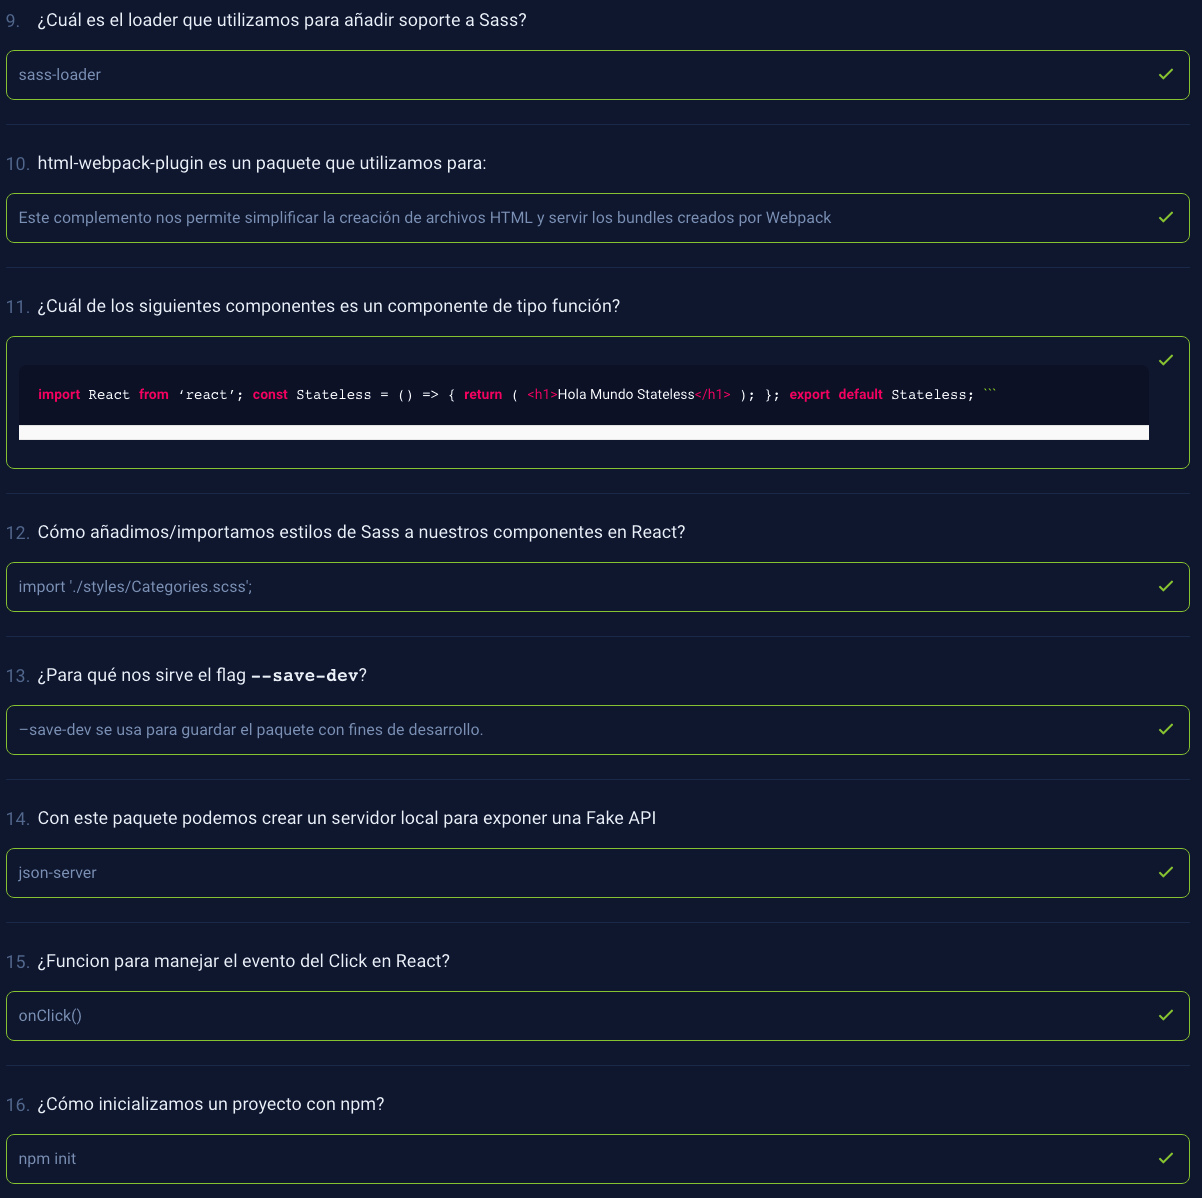 9. ¿Cuál es el loader que utilizamos para añadir soporte a Sass?
sass-loader
10. html-webpack-plugin es un paquete que utilizamos para:
Este complemento nos permite simplificar la creación de archivos HTML y servir los bundles creados por Webpack
11. ¿Cuál de los siguientes componentes es un componente de tipo función?
import React from ‘react’; const Stateless = () => { return ( <h1>Hola Mundo Stateless</h1> ); }; export default Stateless; ```
12. Cómo añadimos/importamos estilos de Sass a nuestros componentes en React?
import './styles/Categories.scss';
13. ¿Para qué nos sirve el flag --save-dev?
–save-dev se usa para guardar el paquete con fines de desarrollo.
14. Con este paquete podemos crear un servidor local para exponer una Fake API
json-server
15. ¿Funcion para manejar el evento del Click en React?
onClick()
16. ¿Cómo inicializamos un proyecto con npm?
npm init